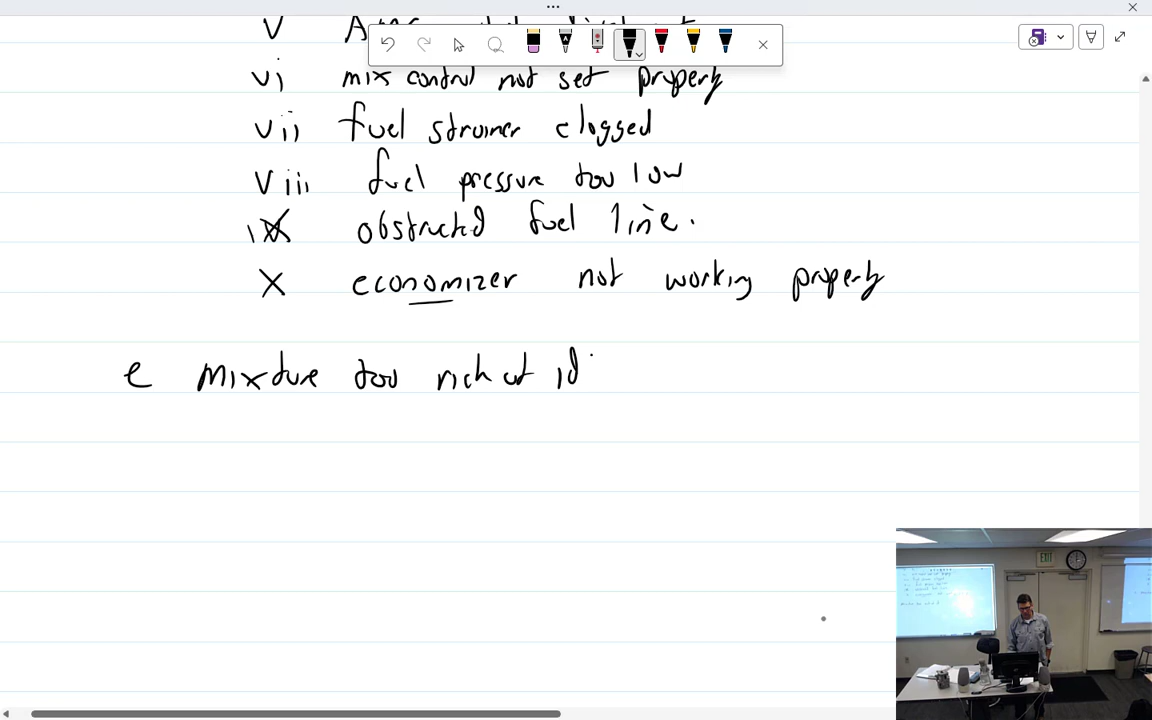 V
vi mix control not set properly
vii fuel strainer clogged
viii fuel pressure too low
ix obstructed fuel line.
X economizer not working properly
e mixture too rich at id
EXIT